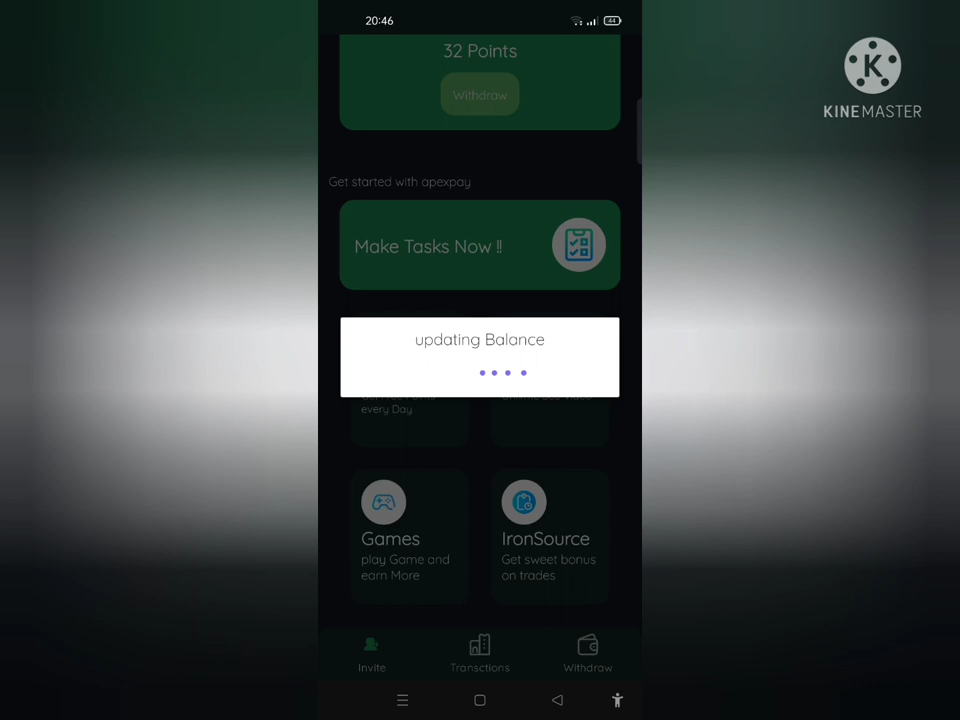 20:46
44
32 Points
Withdraw
K
KINEMASTER
Get started with apexpay
Make Tasks Now !!
updating Balance
every Day
Games
play Game and
earn More
IronSource
Get sweet bonus
on trades
Invite
Transctions
Withdraw